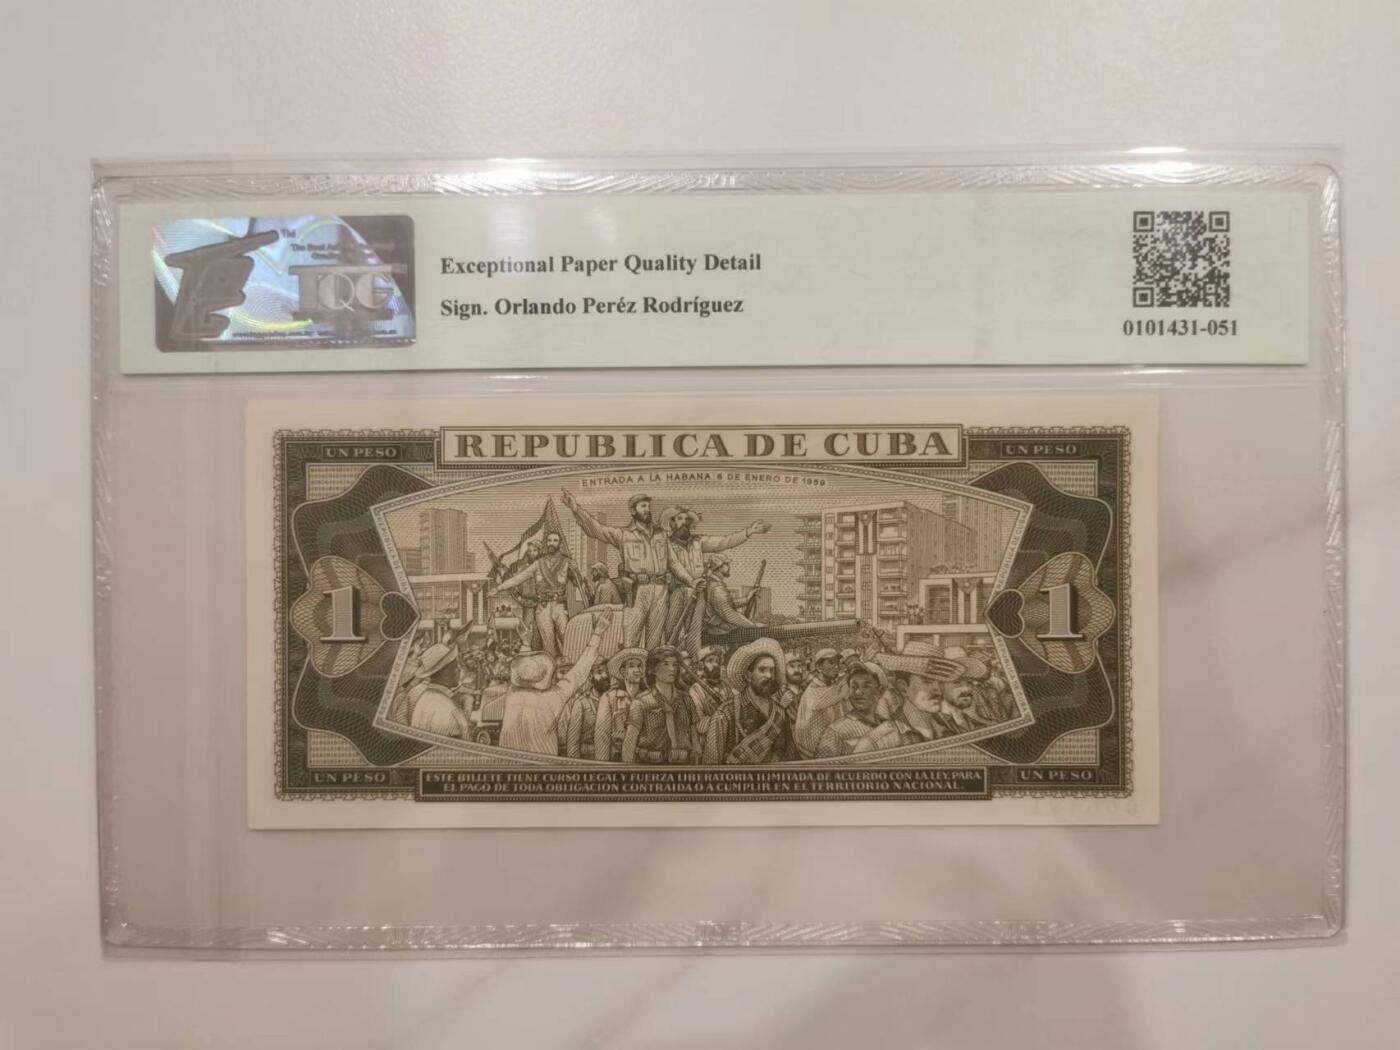 TM
TQG
Exceptional Paper Quality Detail
Sign. Orlando Peréz Rodríguez
0101431-051
REPUBLICA DE CUBA
UN PESO
UN PESO
ENTRADA A LA HABANA 8 DE ENERO DE 1959
1
1
UN PESO
ESTE BILLETE TIENE CURSO LEGAL Y FUERZA LIBERATORIA ILIMITADA, DE ACUERDO CON LA LEY, PARA
EL PAGO DE TODA OBLIGACION CONTRAIDA O A CUMPLIR EN EL TERRITORIO NACIONAL.
UN PESO